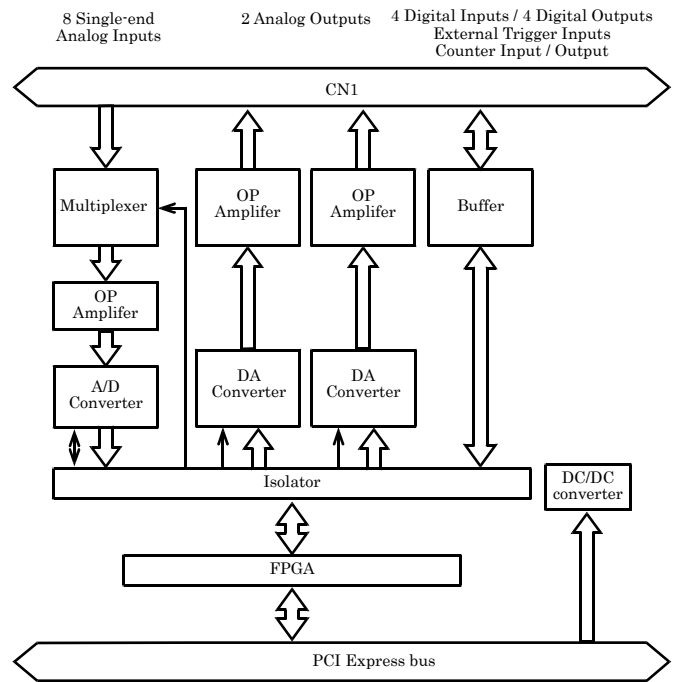 8 Single-end
Analog Inputs
2 Analog Outputs
4 Digital Inputs / 4 Digital Outputs
External Trigger Inputs
Counter Input / Output
CN1
Multiplexer
OP
Amplifer
OP
Amplifer
Buffer
OP
Amplifer
A/D
Converter
DA
Converter
DA
Converter
Isolator
DC/DC
converter
FPGA
PCI Express bus